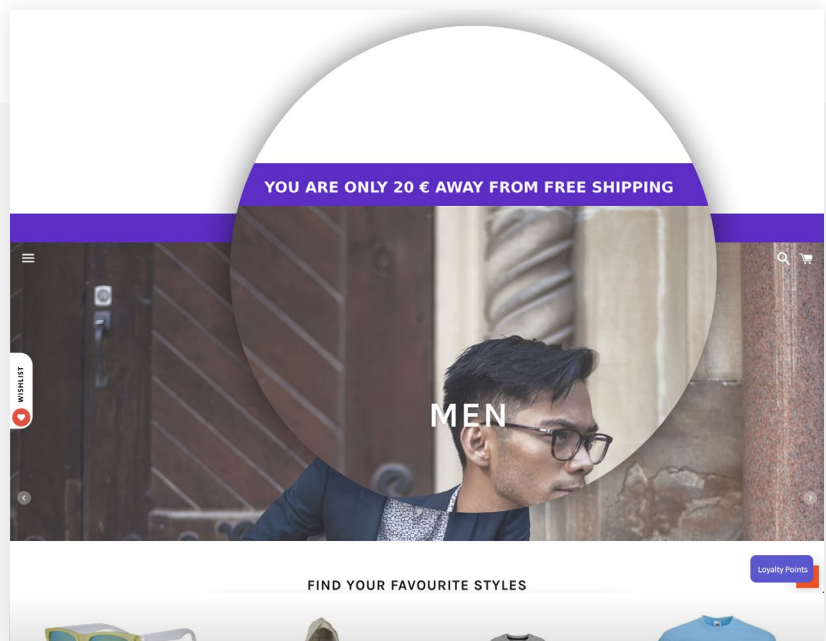 YOU ARE ONLY 20 € AWAY FROM FREE SHIPPING
WISHLIST
MEN
Loyalty Points
FIND YOUR FAVOURITE STYLES